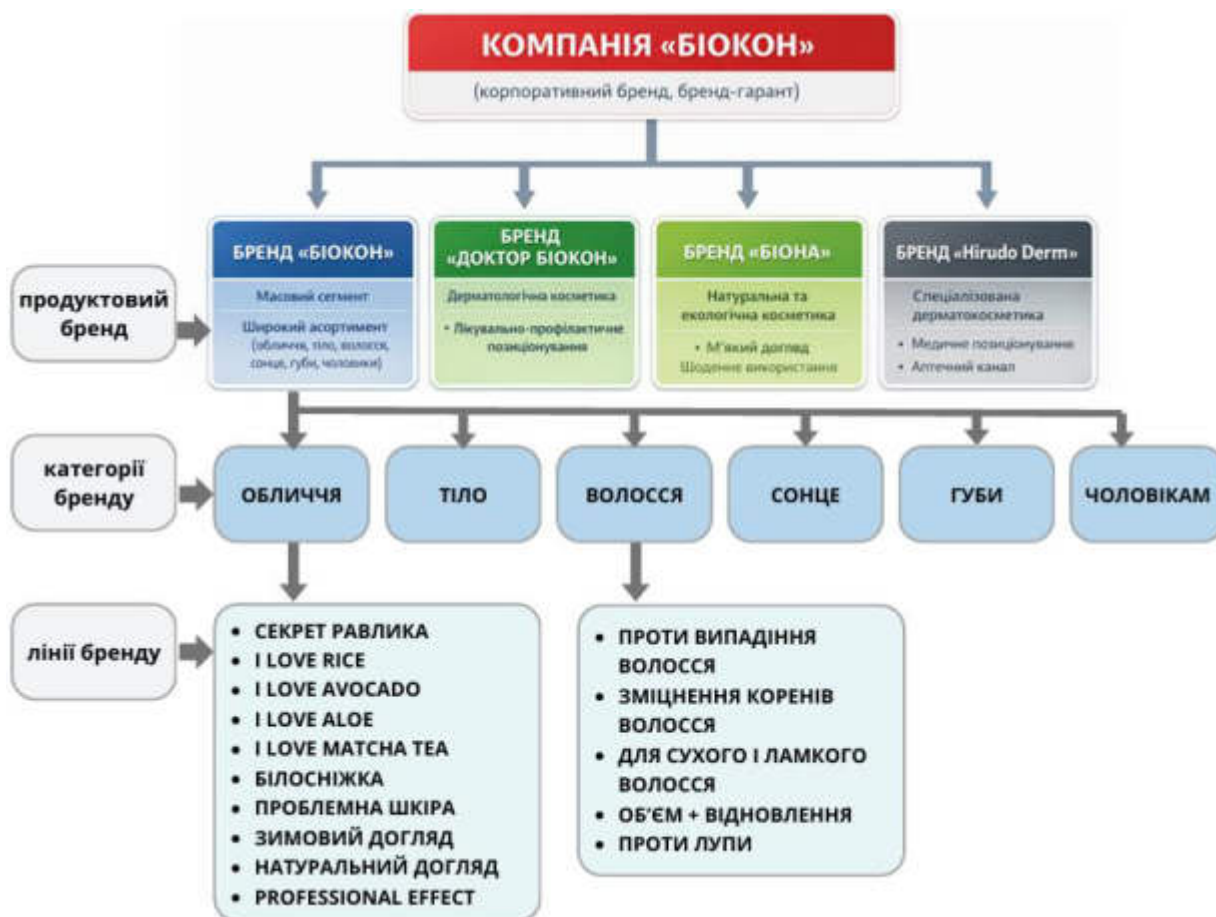 КОМПАНІЯ «БІОКОН»
(корпоративний бренд, бренд-гарант)
БРЕНД «БІОКОН»
Масовий сегмент
Широкий асортимент
(обличчя, тіло, волосся,
сонце, губи, чоловіки)
БРЕНД
«ДОКТОР БІОКОН»
Дерматологічна косметика
• Лікувально-профілактичне
позиціонування
БРЕНД «БІОНА»
Натуральна та
екологічна косметика
• М'який догляд
Щоденне використання
БРЕНД «Hirudo Derm»
Спеціалізована
дерматокосметика
• Медичне позиціонування
• Аптечний канал
продуктовий
бренд
категорії
бренду
ОБЛИЧЧЯ
ТІЛО
ВОЛОССЯ
СОНЦЕ
ГУБИ
ЧОЛОВІКАМ
лінії бренду
• СЕКРЕТ РАВЛИКА
• I LOVE RICE
• I LOVE AVOCADO
• I LOVE ALOE
• I LOVE MATCHA TEA
• БІЛОСНІЖКА
• ПРОБЛЕМНА ШКІРА
• ЗИМОВИЙ ДОГЛЯД
• НАТУРАЛЬНИЙ ДОГЛЯД
• PROFESSIONAL EFFECT
• ПРОТИ ВИПАДІННЯ
ВОЛОССЯ
• ЗМІЦНЕННЯ КОРЕНІВ
ВОЛОССЯ
• ДЛЯ СУХОГО І ЛАМКОГО
ВОЛОССЯ
• ОБ'ЄМ + ВІДНОВЛЕННЯ
• ПРОТИ ЛУПИ